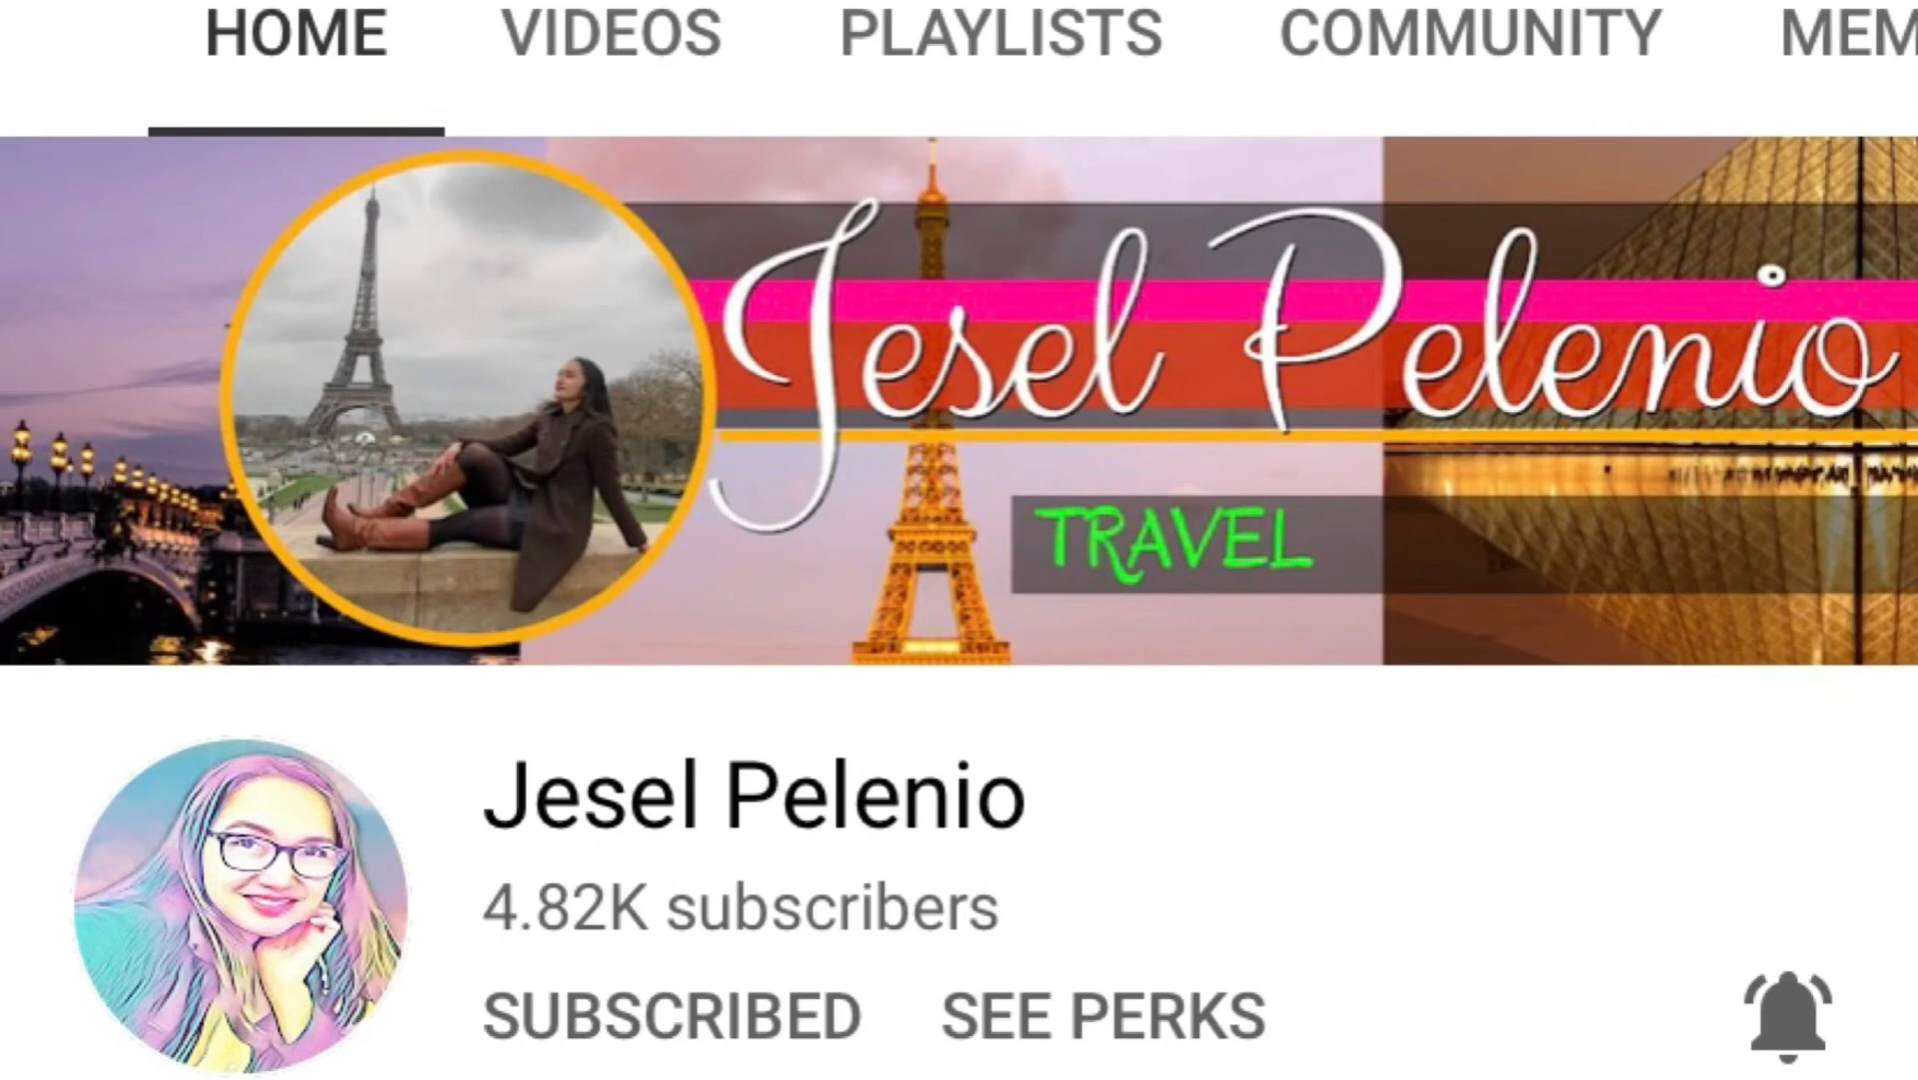 HOME VIDEOS PLAYLISTS COMMUNITY MEM
Jesel Pelenio
TRAVEL
Jesel Pelenio
4.82K subscribers
SUBSCRIBED SEE PERKS